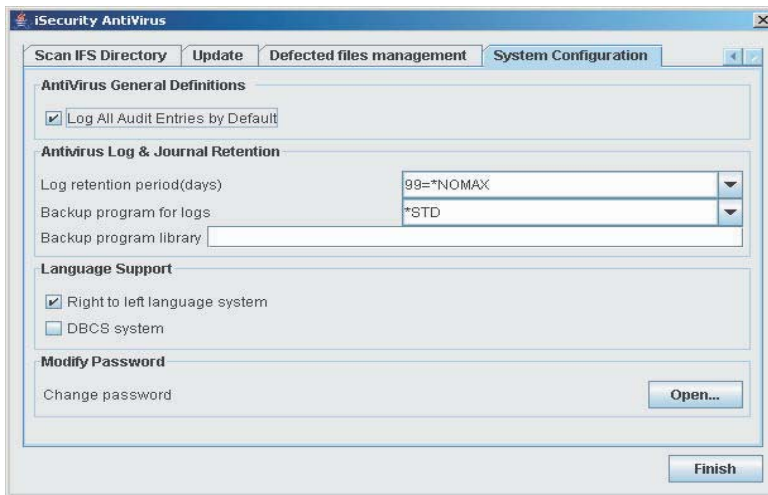 iSecurity AntiVirus
Scan IFS Directory Update Defected files management System Configuration
AntiVirus General Definitions
Log All Audit Entries by Default
Antivirus Log & Journal Retention
Log retention period(days) 99=*NOMAX
Backup program for logs *STD
Backup program library
Language Support
Right to left language system
DBCS system
Modify Password
Change password Open...
Finish